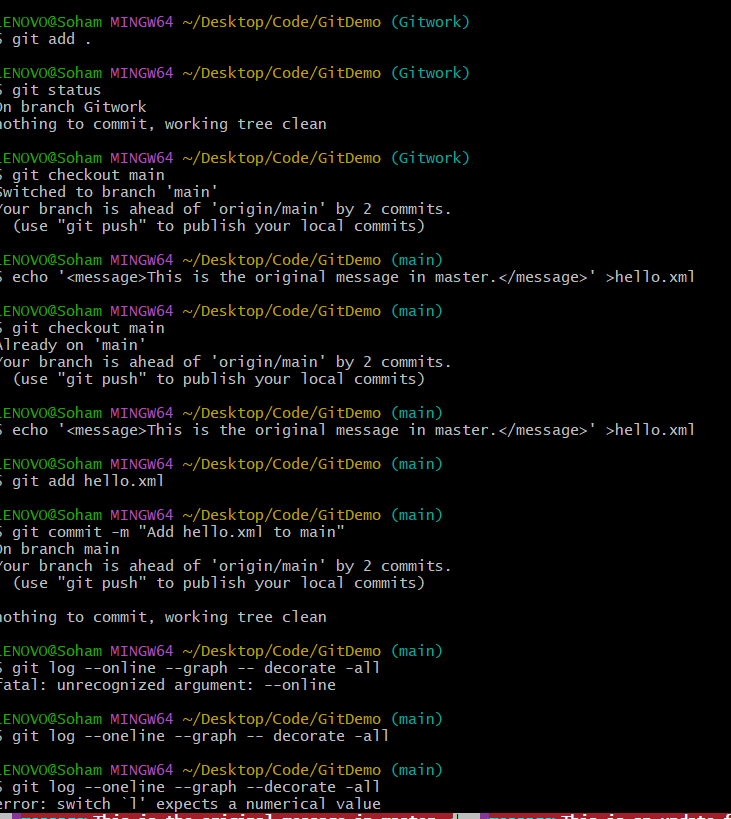 LENOVO@Soham MINGW64 ~/Desktop/Code/GitDemo (Gitwork)
$ git add .
LENOVO@Soham MINGW64 ~/Desktop/Code/GitDemo (Gitwork)
$ git status
On branch Gitwork
nothing to commit, working tree clean
LENOVO@Soham MINGW64 ~/Desktop/Code/GitDemo (Gitwork)
$ git checkout main
Switched to branch 'main'
Your branch is ahead of 'origin/main' by 2 commits.
(use "git push" to publish your local commits)
LENOVO@Soham MINGW64 ~/Desktop/Code/GitDemo (main)
$ echo '<message>This is the original message in master.</message>' >hello.xml
LENOVO@Soham MINGW64 ~/Desktop/Code/GitDemo (main)
$ git checkout main
Already on 'main'
Your branch is ahead of 'origin/main' by 2 commits.
(use "git push" to publish your local commits)
LENOVO@Soham MINGW64 ~/Desktop/Code/GitDemo (main)
$ echo '<message>This is the original message in master.</message>' >hello.xml
LENOVO@Soham MINGW64 ~/Desktop/Code/GitDemo (main)
$ git add hello.xml
LENOVO@Soham MINGW64 ~/Desktop/Code/GitDemo (main)
$ git commit -m "Add hello.xml to main"
On branch main
Your branch is ahead of 'origin/main' by 2 commits.
(use "git push" to publish your local commits)
nothing to commit, working tree clean
LENOVO@Soham MINGW64 ~/Desktop/Code/GitDemo (main)
$ git log --online --graph -- decorate -all
fatal: unrecognized argument: --online
LENOVO@Soham MINGW64 ~/Desktop/Code/GitDemo (main)
$ git log --oneline --graph -- decorate -all
LENOVO@Soham MINGW64 ~/Desktop/Code/GitDemo (main)
$ git log --oneline --graph --decorate -all
error: switch `l' expects a numerical value